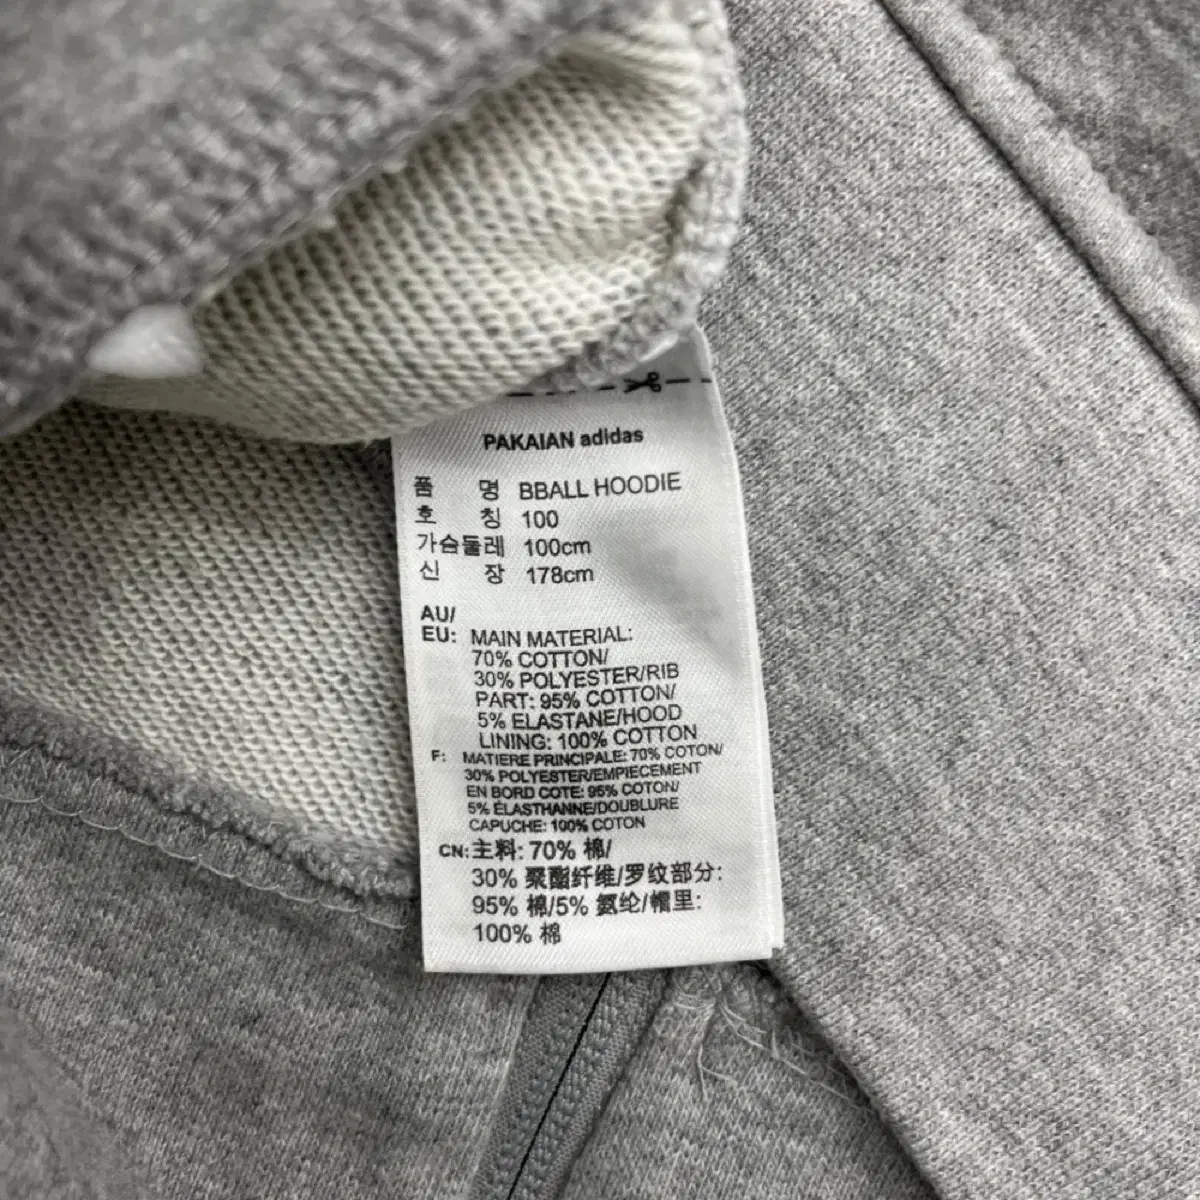 PAKAIAN adidas
품 명 BBALL HOODIE
호 칭 100
가슴둘레 100cm
신 장 178cm
AU/
EU: MAIN MATERIAL:
70% COTTON/
30% POLYESTER/RIB
PART: 95% COTTON/
5% ELASTANE/HOOD
LINING: 100% COTTON
F: MATIERE PRINCIPALE: 70% COTON/
30% POLYESTER/EMPIECEMENT
EN BORD COTE: 95% COTON/
5% ÉLASTHANNE/DOUBLURE
CAPUCHE: 100% COTON
CN: 主料: 70% 棉/
30% 聚酯纤维/罗纹部分:
95% 棉/5% 氨纶/帽里:
100% 棉